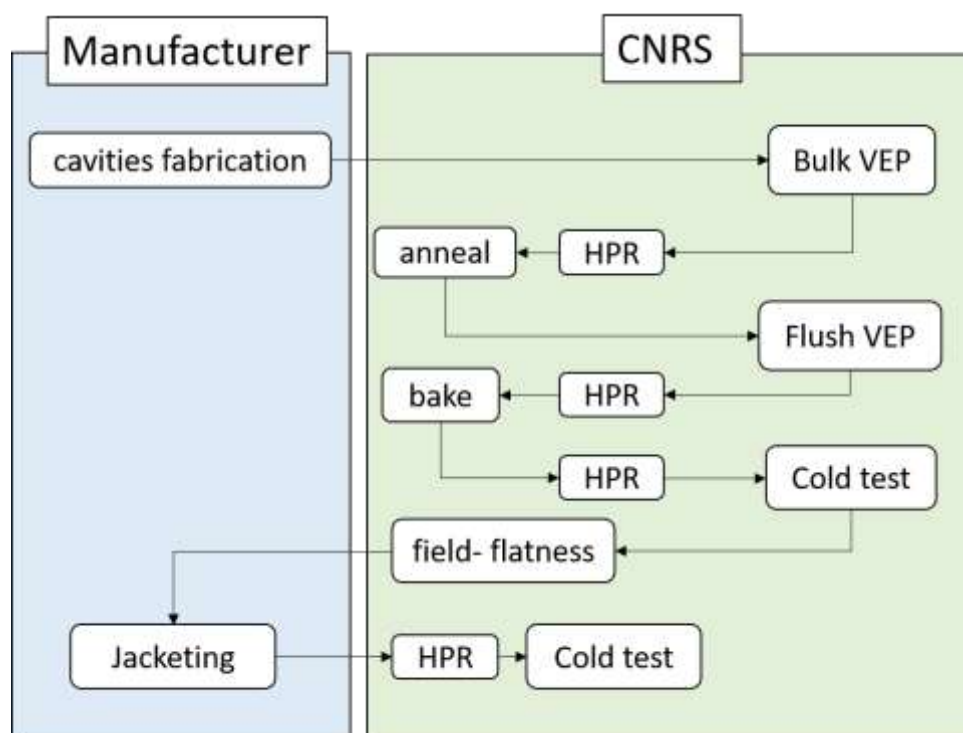 Manufacturer
CNRS
cavities fabrication
Bulk VEP
anneal
HPR
Flush VEP
bake
HPR
HPR
Cold test
field- flatness
Jacketing
HPR
Cold test